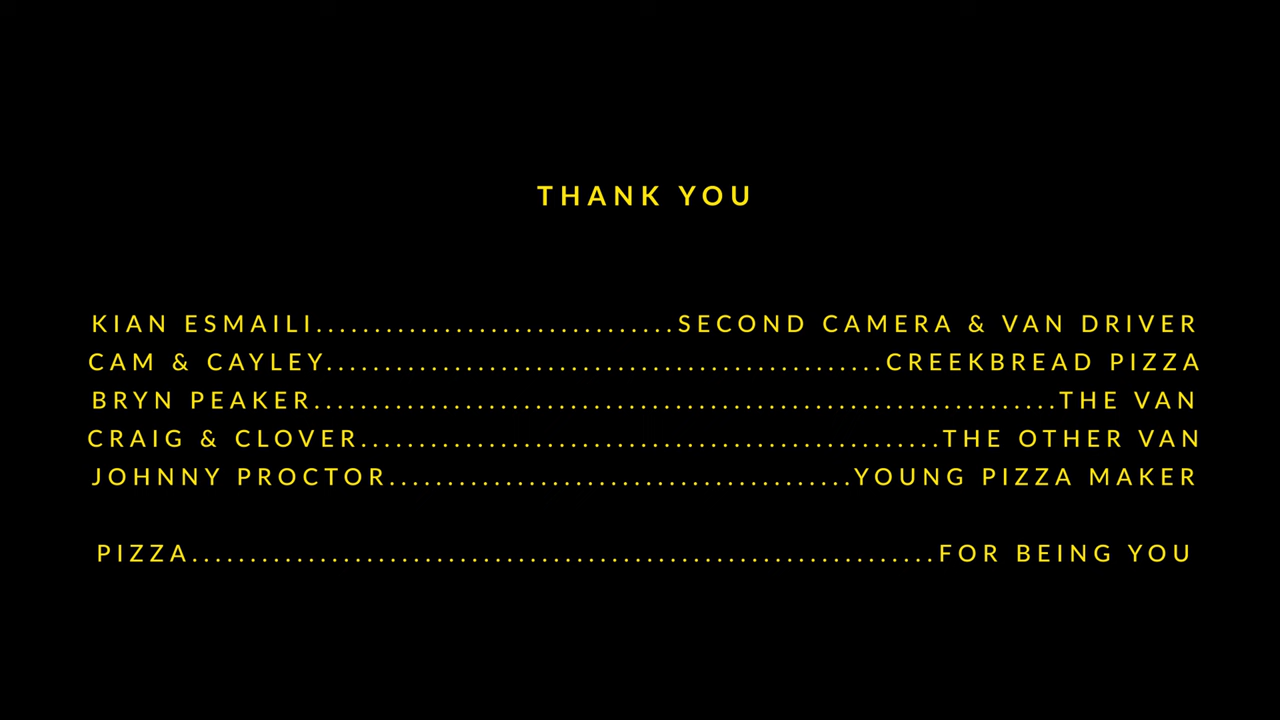 THANK YOU
KIAN ESMAILI...............................SECOND CAMERA & VAN DRIVER
CAM & CAYLEY................................................CREEKBREAD PIZZA
BRYN PEAKER................................................................THE VAN
CRAIG & CLOVER..................................................THE OTHER VAN
JOHNNY PROCTOR........................................YOUNG PIZZA MAKER
PIZZA................................................................FOR BEING YOU